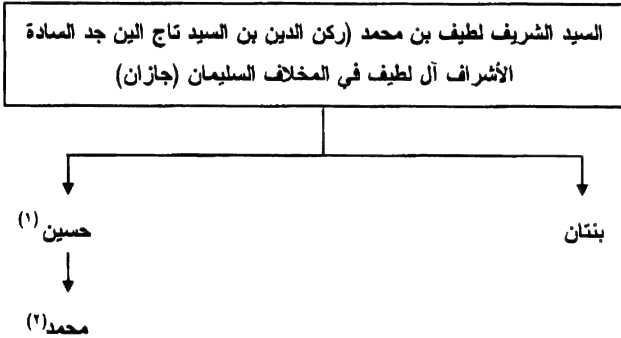 السيد الشريف لطيف بن محمد (ركن الدين بن السيد تاج الين جد السادة
الأشراف آل لطيف في المخلاف السليمان (جازان)
بنتان
حسين (١)
محمد(٢)